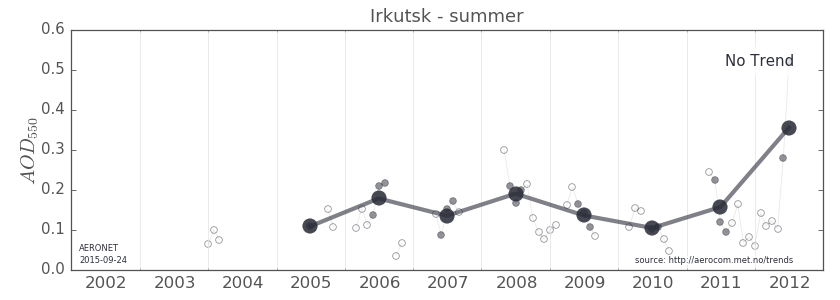 Irkutsk - summer
0.6
0.5
0.4
0.3
0.2
0.1
0.0
AOD550
No Trend
AERONET
2015-09-24
source: http://aerocom.met.no/trends
2002 2003 2004 2005 2006 2007 2008 2009 2010 2011 2012